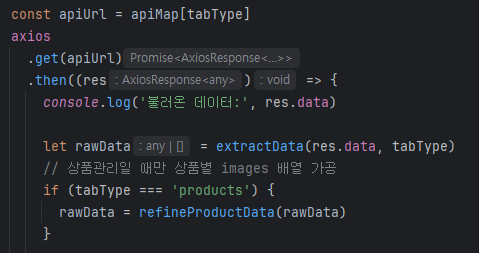 const apiUrl = apiMap[tabType]
axios
.get(apiUrl) Promise<AxiosResponse<...>>
.then((res : AxiosResponse<any> ) : void => {
console.log('불러온 데이터:', res.data)
let rawData : any | [] = extractData(res.data, tabType)
// 상품관리일 때만 상품별 images 배열 가공
if (tabType === 'products') {
rawData = refineProductData(rawData)
}